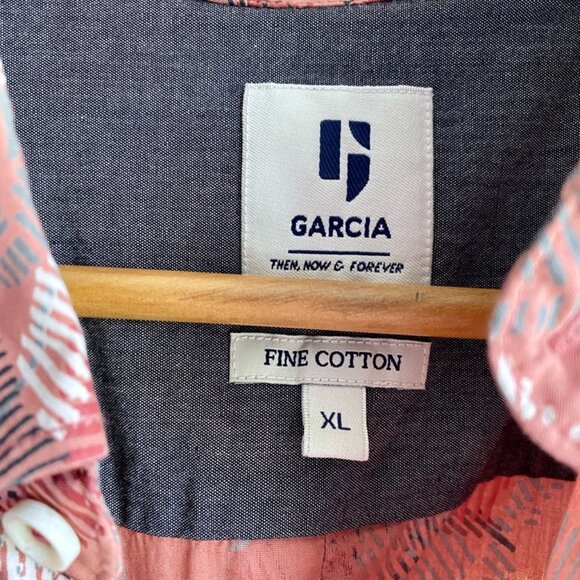 GARCIA
THEN, NOW & FOREVER
FINE COTTON
XL